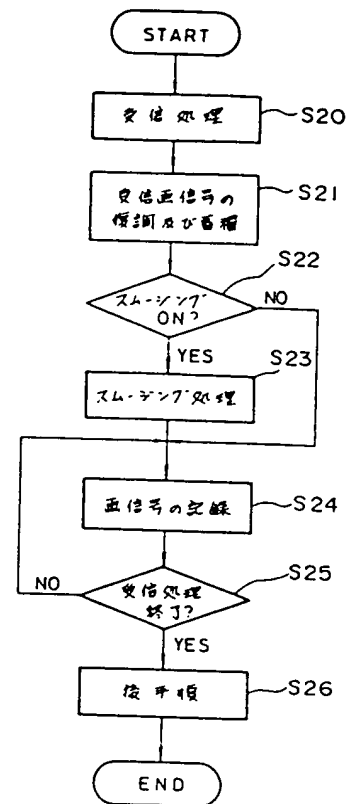 START
受信処理
S20
受信画信号の
S21
復調及び蓄積
S22
スムージング
ON?
NO
YES
S23
スムージング処理
画信号の記録
S24
S25
受信処理
終了?
NO
YES
後手順
S26
END